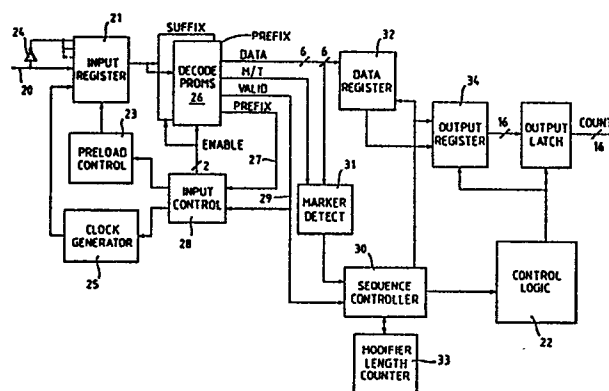 24
20
21
INPUT
REGISTER
SUFFIX
PREFIX
DECODE
PROMS
26
DATA
6
6
M/T
VALID
PREFIX
32
DATA
REGISTER
34
OUTPUT
REGISTER
16
OUTPUT
LATCH
COUNT
14
23
PRELOAD
CONTROL
ENABLE
2
27
29
31
MARKER
DETECT
INPUT
CONTROL
28
CLOCK
GENERATOR
25
30
SEQUENCE
CONTROLLER
CONTROL
LOGIC
22
MODIFIER
LENGTH
COUNTER
33